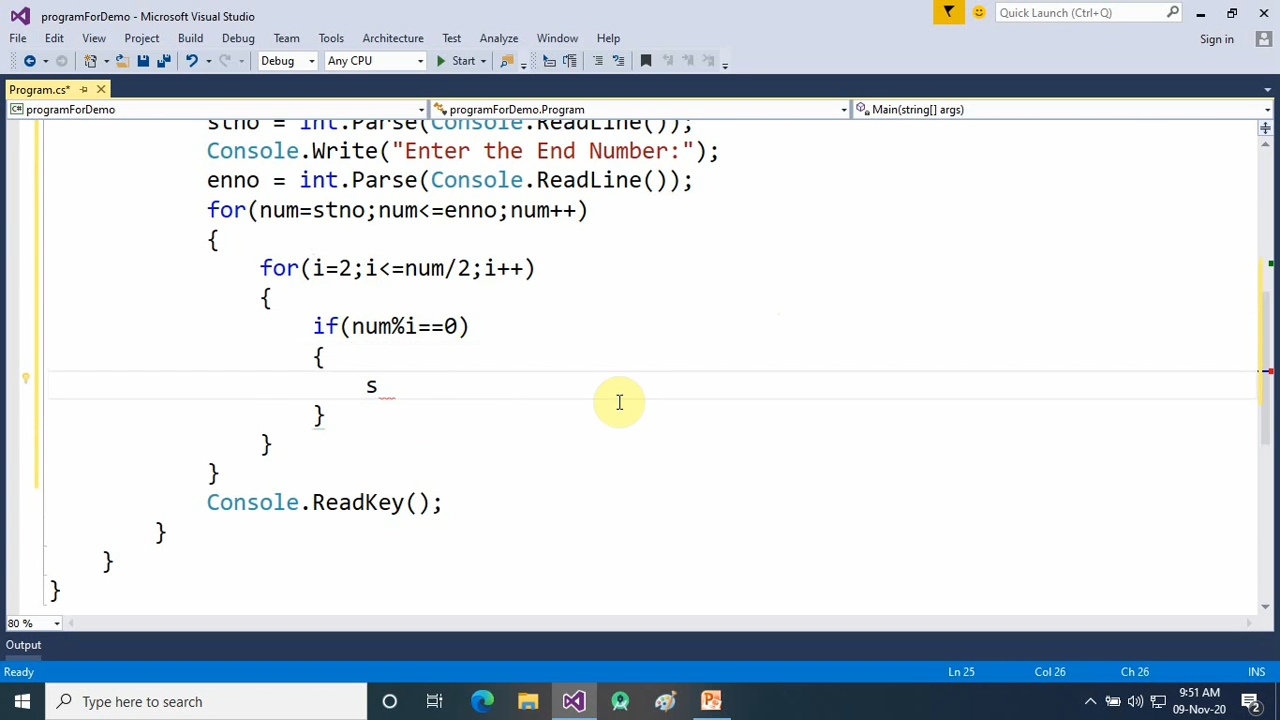 programForDemo - Microsoft Visual Studio
Quick Launch (Ctrl+Q)
File Edit View Project Build Debug Team Tools Architecture Test Analyze Window Help
Sign in
Debug Any CPU Start
Program.cs*
programForDemo programForDemo.Program Main(string[] args)
stno = int.Parse(Console.ReadLine());
Console.Write("Enter the End Number:");
enno = int.Parse(Console.ReadLine());
for(num=stno;num<=enno;num++)
{
for(i=2;i<=num/2;i++)
{
if(num%i==0)
{
s
}
}
}
Console.ReadKey();
}
}
}
80 %
Output
Ready Ln 25 Col 26 Ch 26 INS
Type here to search
9:51 AM
09-Nov-20
2